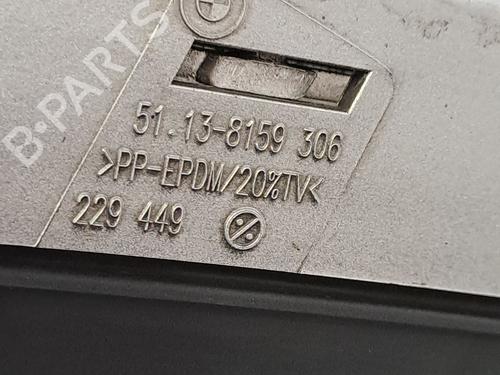 B-PARTS
51.13-8159 306
>PP-EPDM/20%TV<
229 449